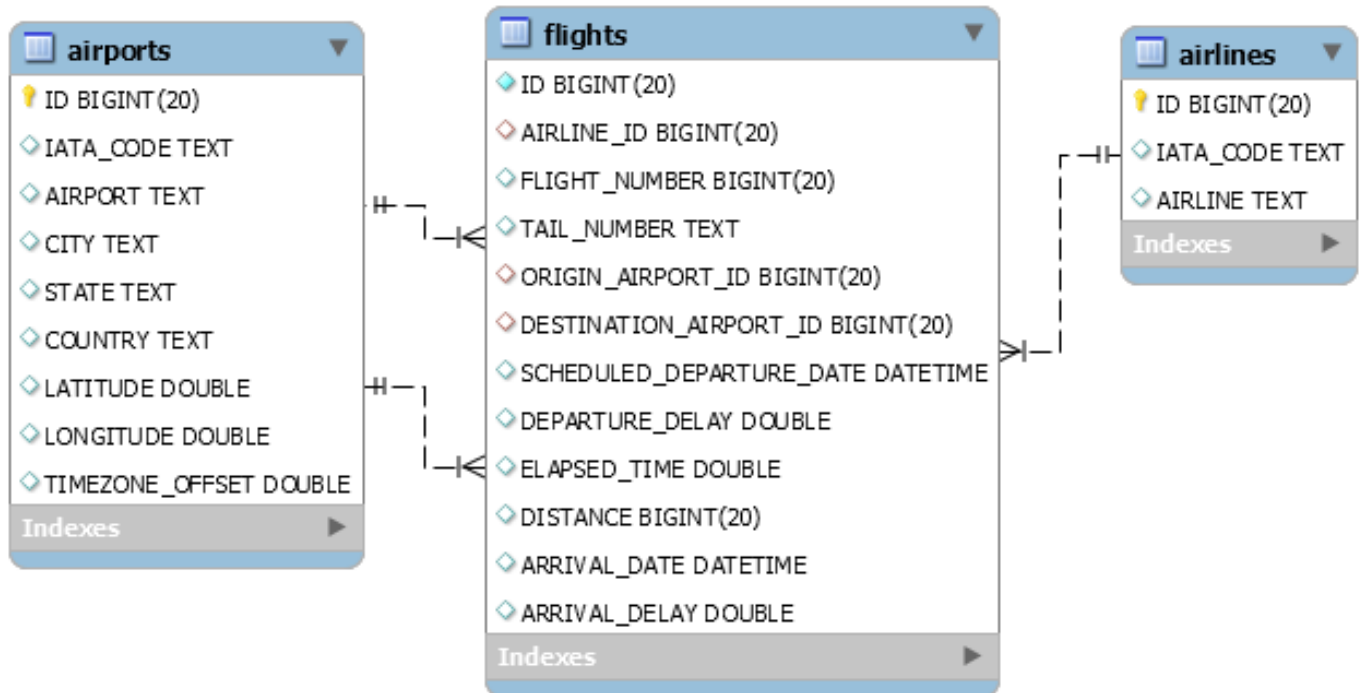 airports
ID BIGINT(20)
IATA_CODE TEXT
AIRPORT TEXT
CITY TEXT
STATE TEXT
COUNTRY TEXT
LATITUDE DOUBLE
LONGITUDE DOUBLE
TIMEZONE_OFFSET DOUBLE
Indexes
flights
ID BIGINT(20)
AIRLINE_ID BIGINT(20)
FLIGHT_NUMBER BIGINT(20)
TAIL_NUMBER TEXT
ORIGIN_AIRPORT_ID BIGINT(20)
DESTINATION_AIRPORT_ID BIGINT(20)
SCHEDULED_DEPARTURE_DATE DATETIME
DEPARTURE_DELAY DOUBLE
ELAPSED_TIME DOUBLE
DISTANCE BIGINT(20)
ARRIVAL_DATE DATETIME
ARRIVAL_DELAY DOUBLE
Indexes
airlines
ID BIGINT(20)
IATA_CODE TEXT
AIRLINE TEXT
Indexes